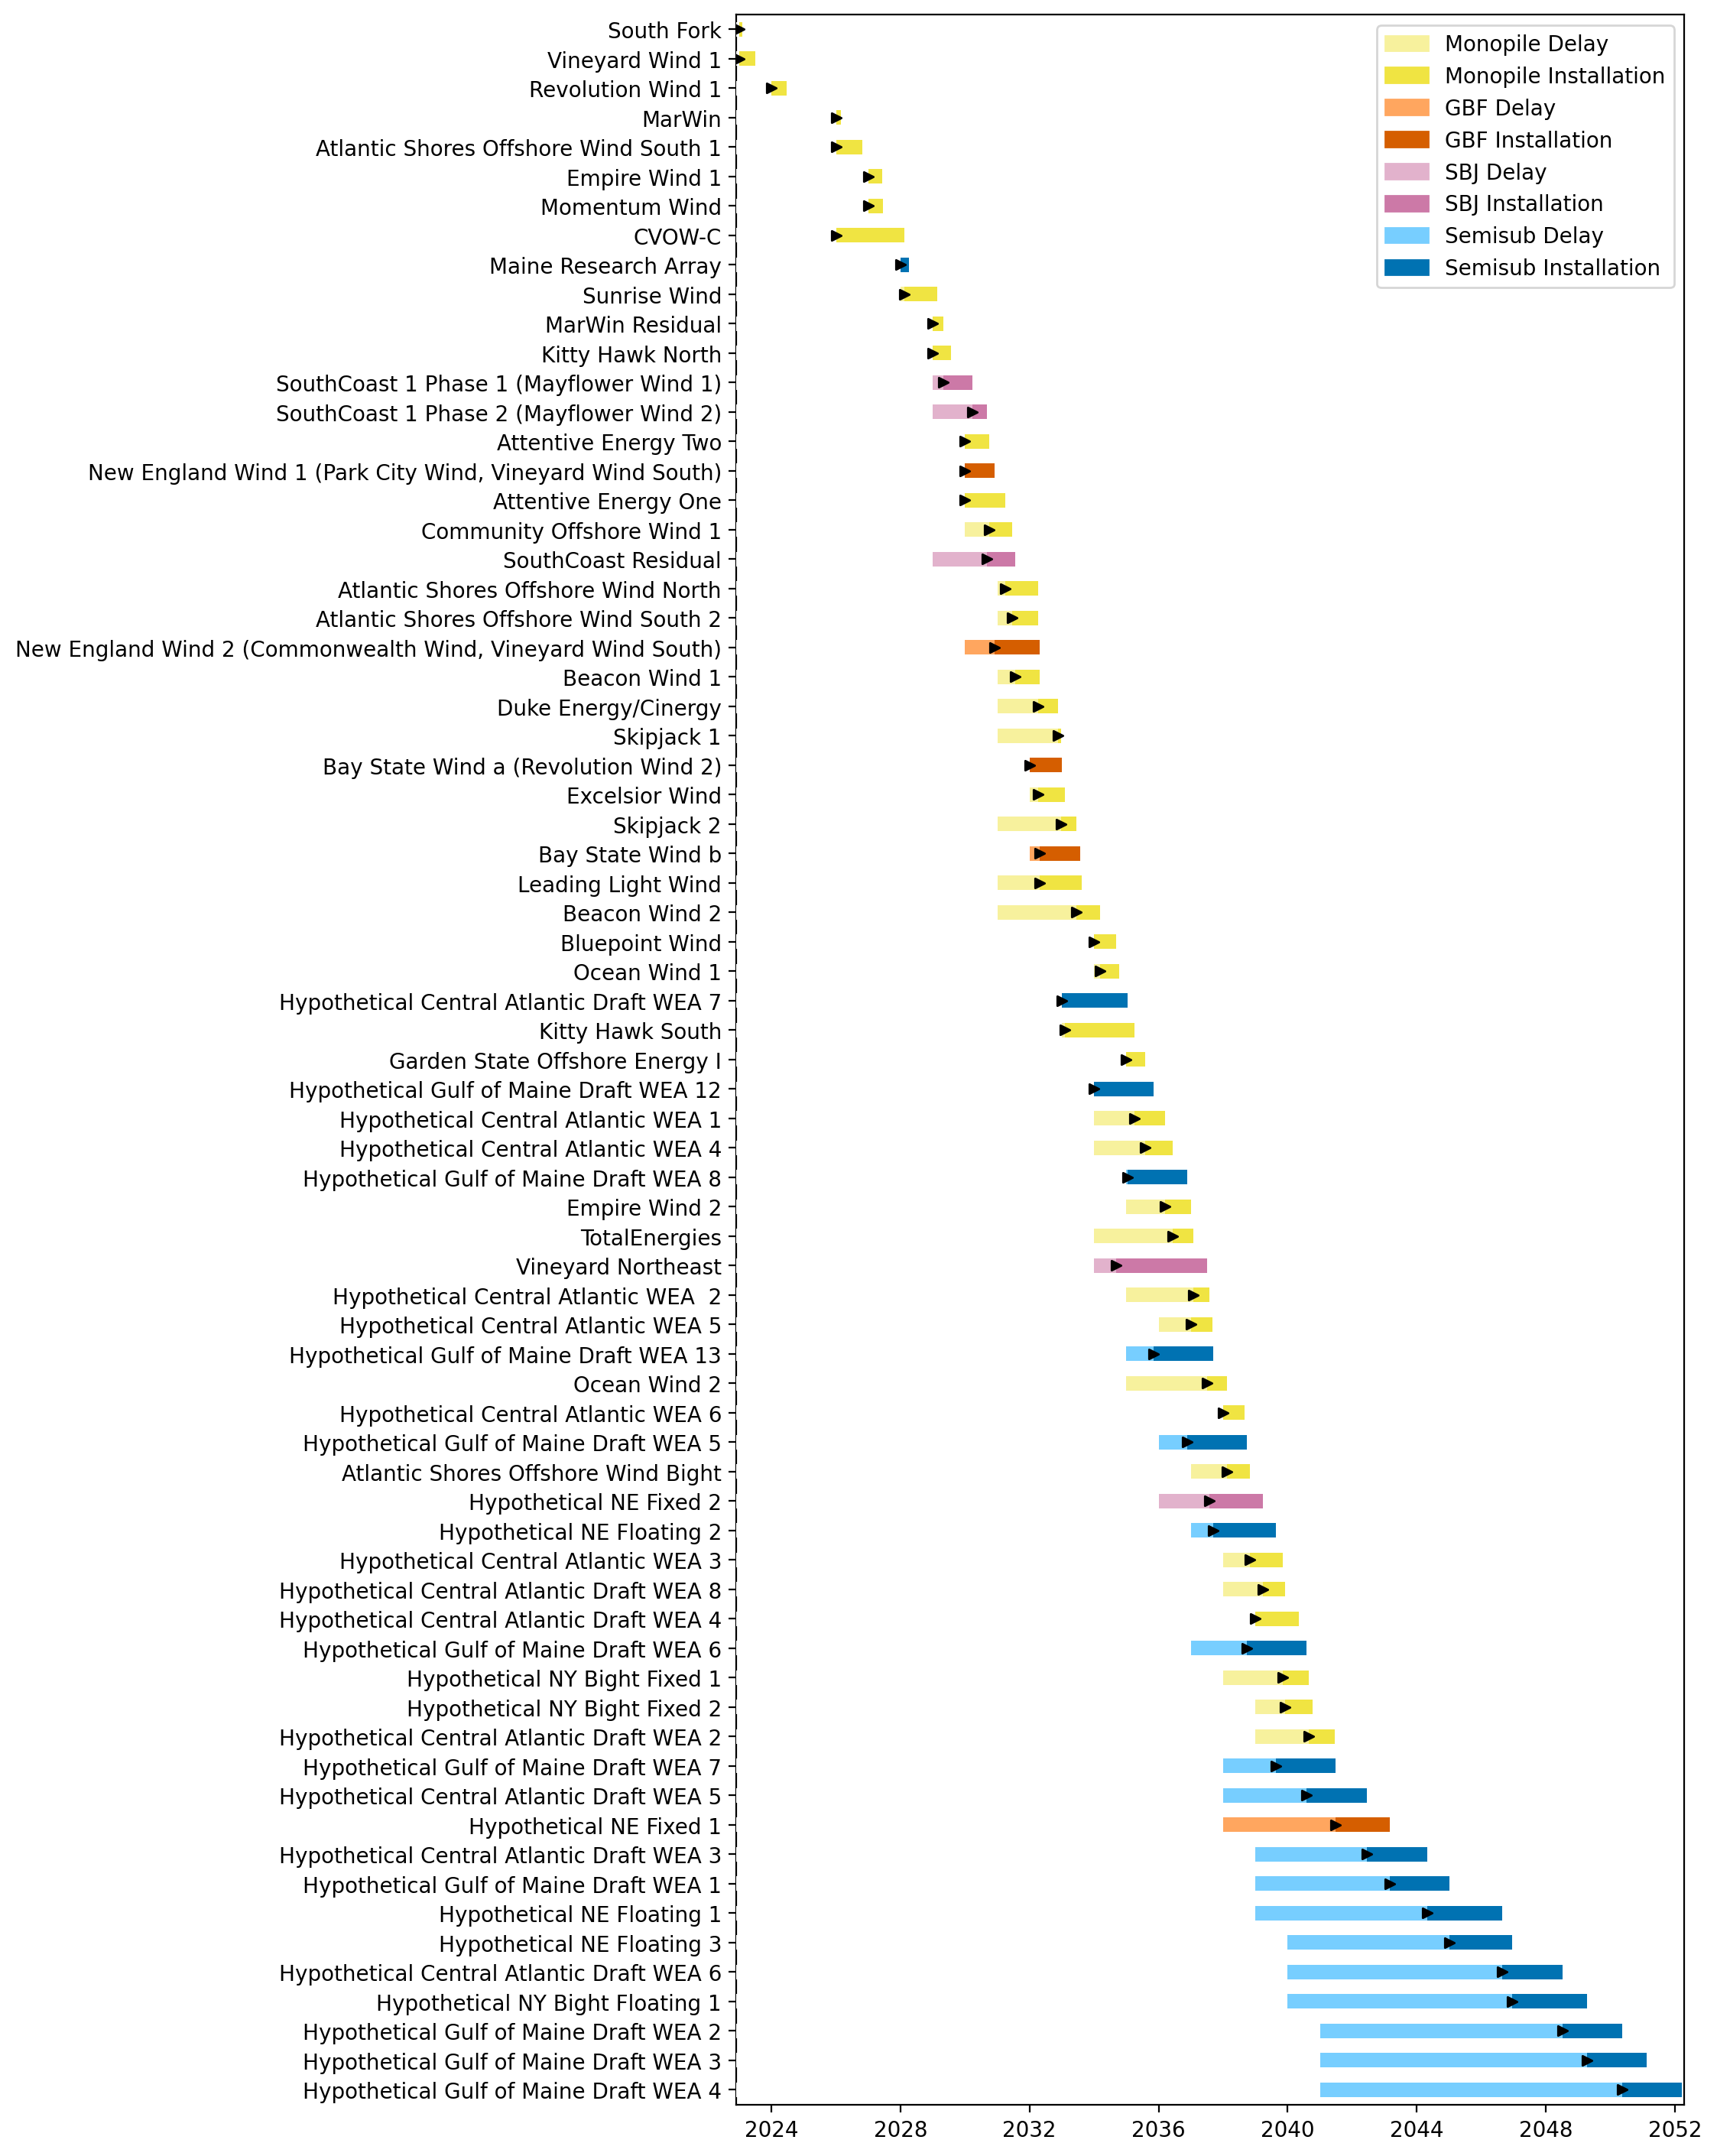 South Fork
Vineyard Wind 1
Revolution Wind 1
MarWin
Atlantic Shores Offshore Wind South 1
Empire Wind 1
Momentum Wind
CVOW-C
Maine Research Array
Sunrise Wind
MarWin Residual
Kitty Hawk North
SouthCoast 1 Phase 1 (Mayflower Wind 1)
SouthCoast 1 Phase 2 (Mayflower Wind 2)
Attentive Energy Two
New England Wind 1 (Park City Wind, Vineyard Wind South)
Attentive Energy One
Community Offshore Wind 1
SouthCoast Residual
Atlantic Shores Offshore Wind North
Atlantic Shores Offshore Wind South 2
New England Wind 2 (Commonwealth Wind, Vineyard Wind South)
Beacon Wind 1
Duke Energy/Cinergy
Skipjack 1
Bay State Wind a (Revolution Wind 2)
Excelsior Wind
Skipjack 2
Bay State Wind b
Leading Light Wind
Beacon Wind 2
Bluepoint Wind
Ocean Wind 1
Hypothetical Central Atlantic Draft WEA 7
Kitty Hawk South
Garden State Offshore Energy I
Hypothetical Gulf of Maine Draft WEA 12
Hypothetical Central Atlantic WEA 1
Hypothetical Central Atlantic WEA 4
Hypothetical Gulf of Maine Draft WEA 8
Empire Wind 2
TotalEnergies
Vineyard Northeast
Hypothetical Central Atlantic WEA  2
Hypothetical Central Atlantic WEA 5
Hypothetical Gulf of Maine Draft WEA 13
Ocean Wind 2
Hypothetical Central Atlantic WEA 6
Hypothetical Gulf of Maine Draft WEA 5
Atlantic Shores Offshore Wind Bight
Hypothetical NE Fixed 2
Hypothetical NE Floating 2
Hypothetical Central Atlantic WEA 3
Hypothetical Central Atlantic Draft WEA 8
Hypothetical Central Atlantic Draft WEA 4
Hypothetical Gulf of Maine Draft WEA 6
Hypothetical NY Bight Fixed 1
Hypothetical NY Bight Fixed 2
Hypothetical Central Atlantic Draft WEA 2
Hypothetical Gulf of Maine Draft WEA 7
Hypothetical Central Atlantic Draft WEA 5
Hypothetical NE Fixed 1
Hypothetical Central Atlantic Draft WEA 3
Hypothetical Gulf of Maine Draft WEA 1
Hypothetical NE Floating 1
Hypothetical NE Floating 3
Hypothetical Central Atlantic Draft WEA 6
Hypothetical NY Bight Floating 1
Hypothetical Gulf of Maine Draft WEA 2
Hypothetical Gulf of Maine Draft WEA 3
Hypothetical Gulf of Maine Draft WEA 4
Monopile Delay
Monopile Installation
GBF Delay
GBF Installation
SBJ Delay
SBJ Installation
Semisub Delay
Semisub Installation
2024 2028 2032 2036 2040 2044 2048 2052